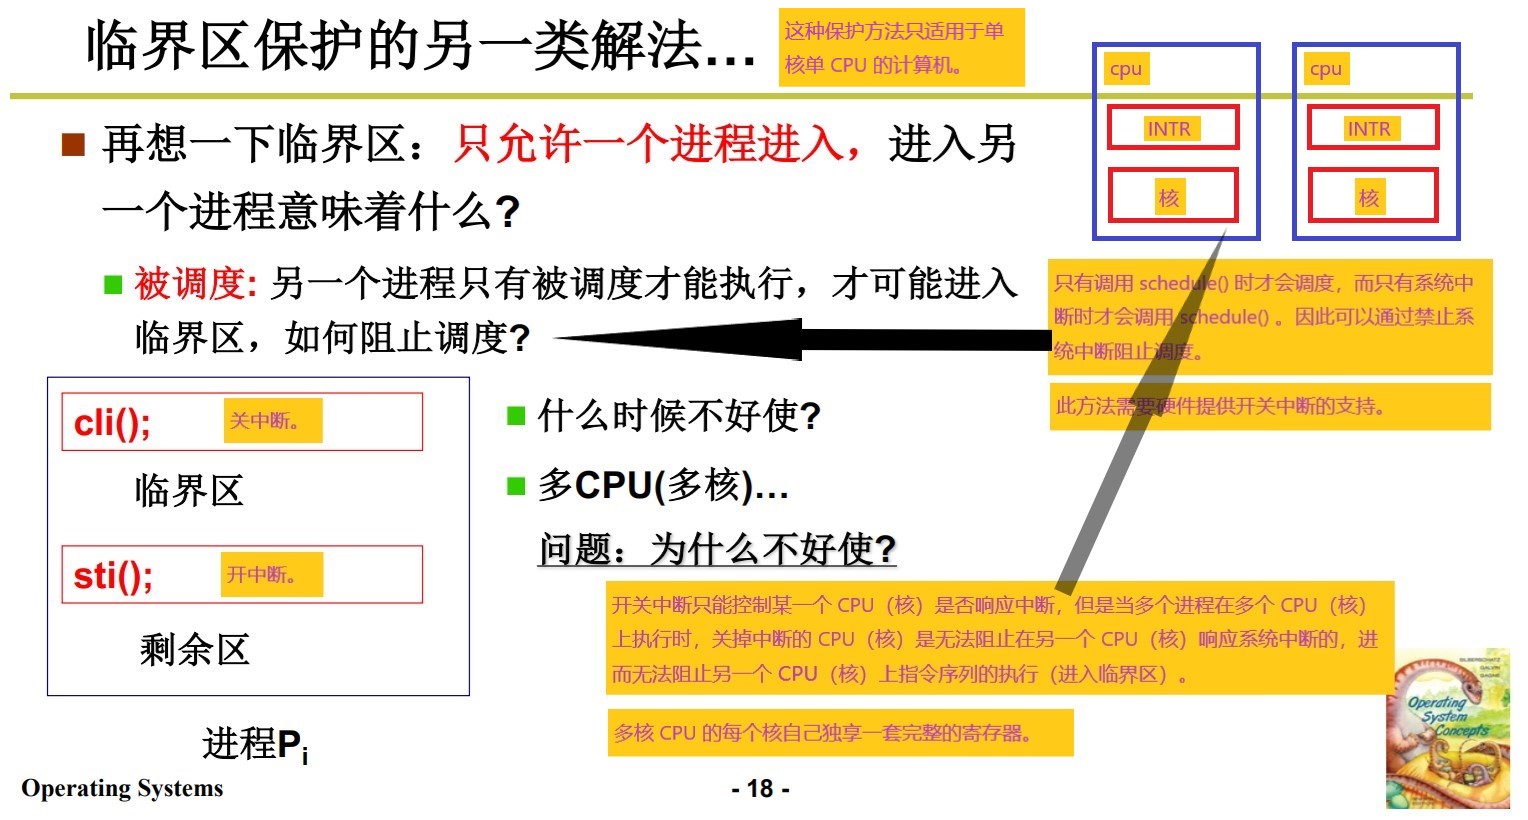 临界区保护的另一类解法…
这种保护方法只适用于单
核单 CPU 的计算机。
cpu
INTR
核
cpu
INTR
核
再想一下临界区：只允许一个进程进入，进入另
一个进程意味着什么?
被调度: 另一个进程只有被调度才能执行，才可能进入
临界区，如何阻止调度?
只有调用 schedule() 时才会调度，而只有系统中
断时才会调用 schedule() 。因此可以通过禁止系
统中断阻止调度。
此方法需要硬件提供开关中断的支持。
cli();
关中断。
临界区
sti();
开中断。
剩余区
进程Pi
什么时候不好使?
多CPU(多核)…
问题：为什么不好使?
开关中断只能控制某一个 CPU（核）是否响应中断，但是当多个进程在多个 CPU（核）
上执行时，关掉中断的 CPU（核）是无法阻止在另一个 CPU（核）响应系统中断的，进
而无法阻止另一个 CPU（核）上指令序列的执行（进入临界区）。
多核 CPU 的每个核自己独享一套完整的寄存器。
SILBERSCHATZ
GALVIN
GAGNE
Operating
System
Concepts
Operating Systems
- 18 -